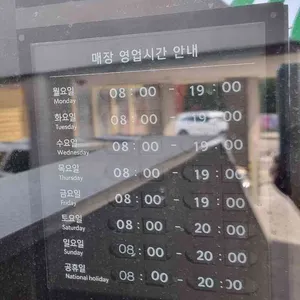 매장 영업시간 안내
월요일 08 : 00 - 19 : 00
Monday
화요일 08 : 00 - 19 : 00
Tuesday
수요일 08 : 00 - 19 : 00
Wednesday
목요일 08 : 00 - 19 : 00
Thursday
금요일 08 : 00 - 19 : 00
Friday
토요일 08 : 00 - 20 : 00
Saturday
일요일 08 : 00 - 20 : 00
Sunday
공휴일 08 : 00 - 20 : 00
National holiday